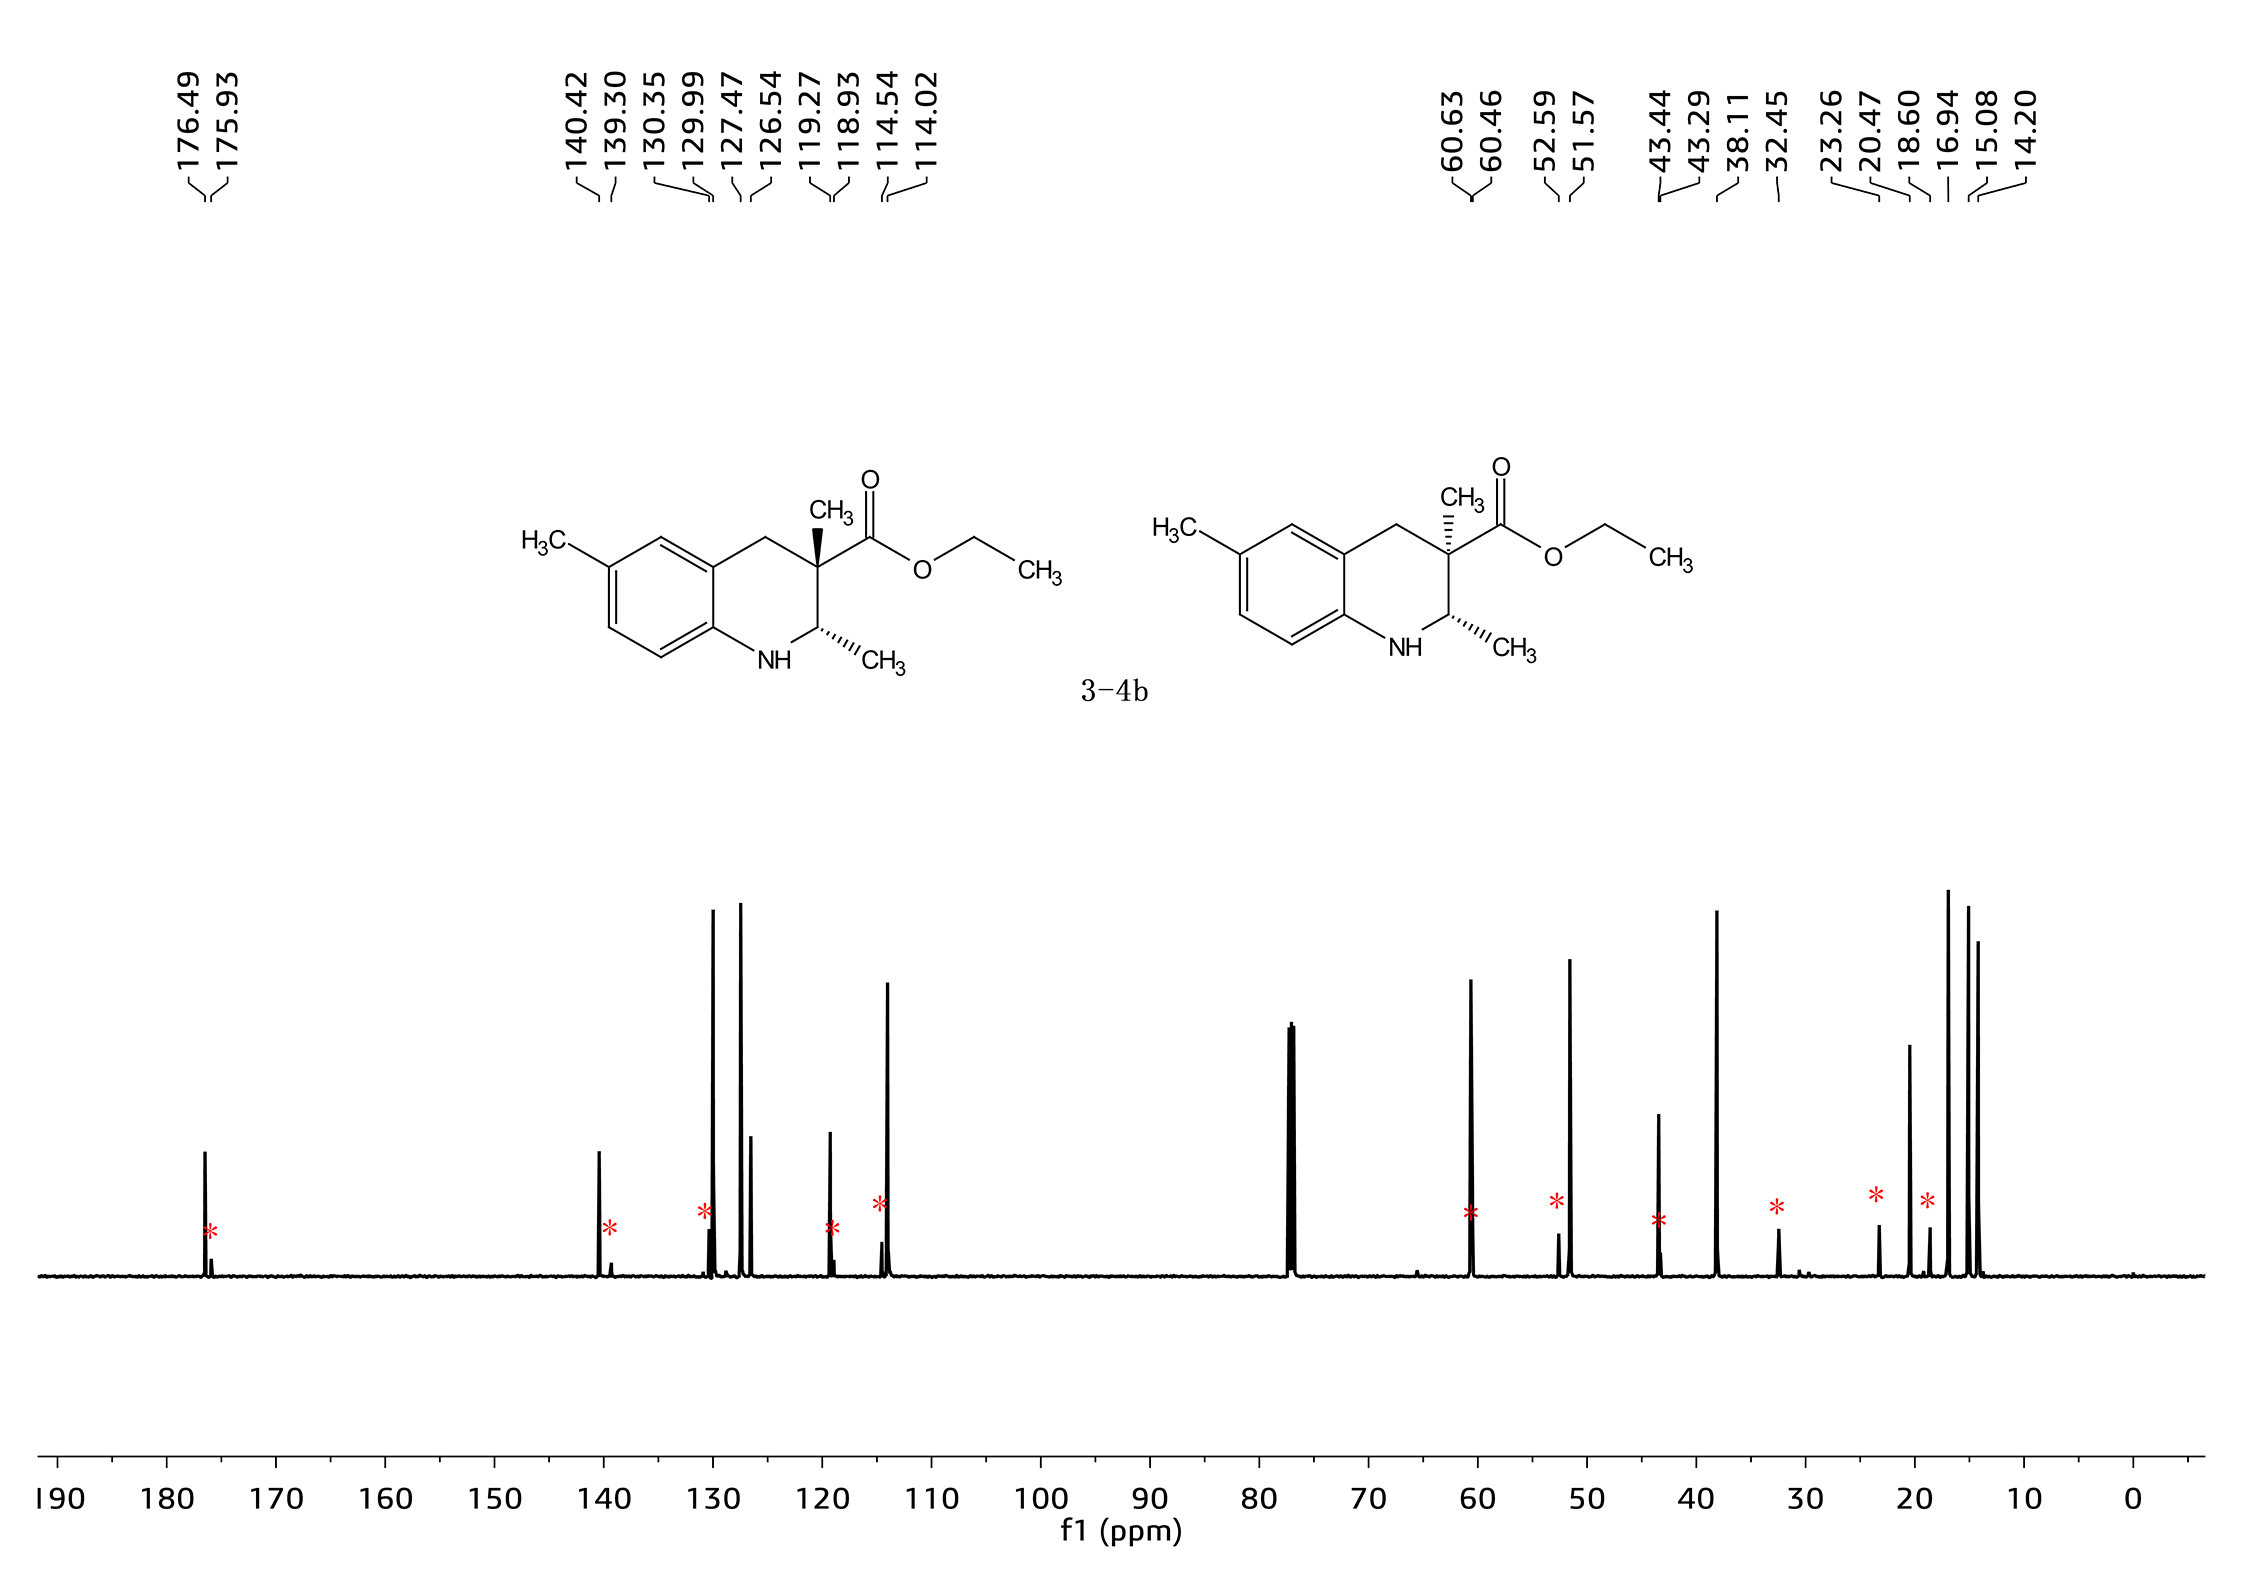 176.49
175.93
140.42
139.30
130.35
129.99
127.47
126.54
119.27
118.93
114.54
114.02
60.63
60.46
52.59
51.57
43.44
43.29
38.11
32.45
23.26
20.47
18.60
16.94
15.08
14.20
O
CH3
H3C
O
CH3
NH
CH3
O
CH3
H3C
O
CH3
NH
CH3
3-4b
* * * * * * * * * * * *
190 180 170 160 150 140 130 120 110 100 90 80 70 60 50 40 30 20 10 0
f1 (ppm)